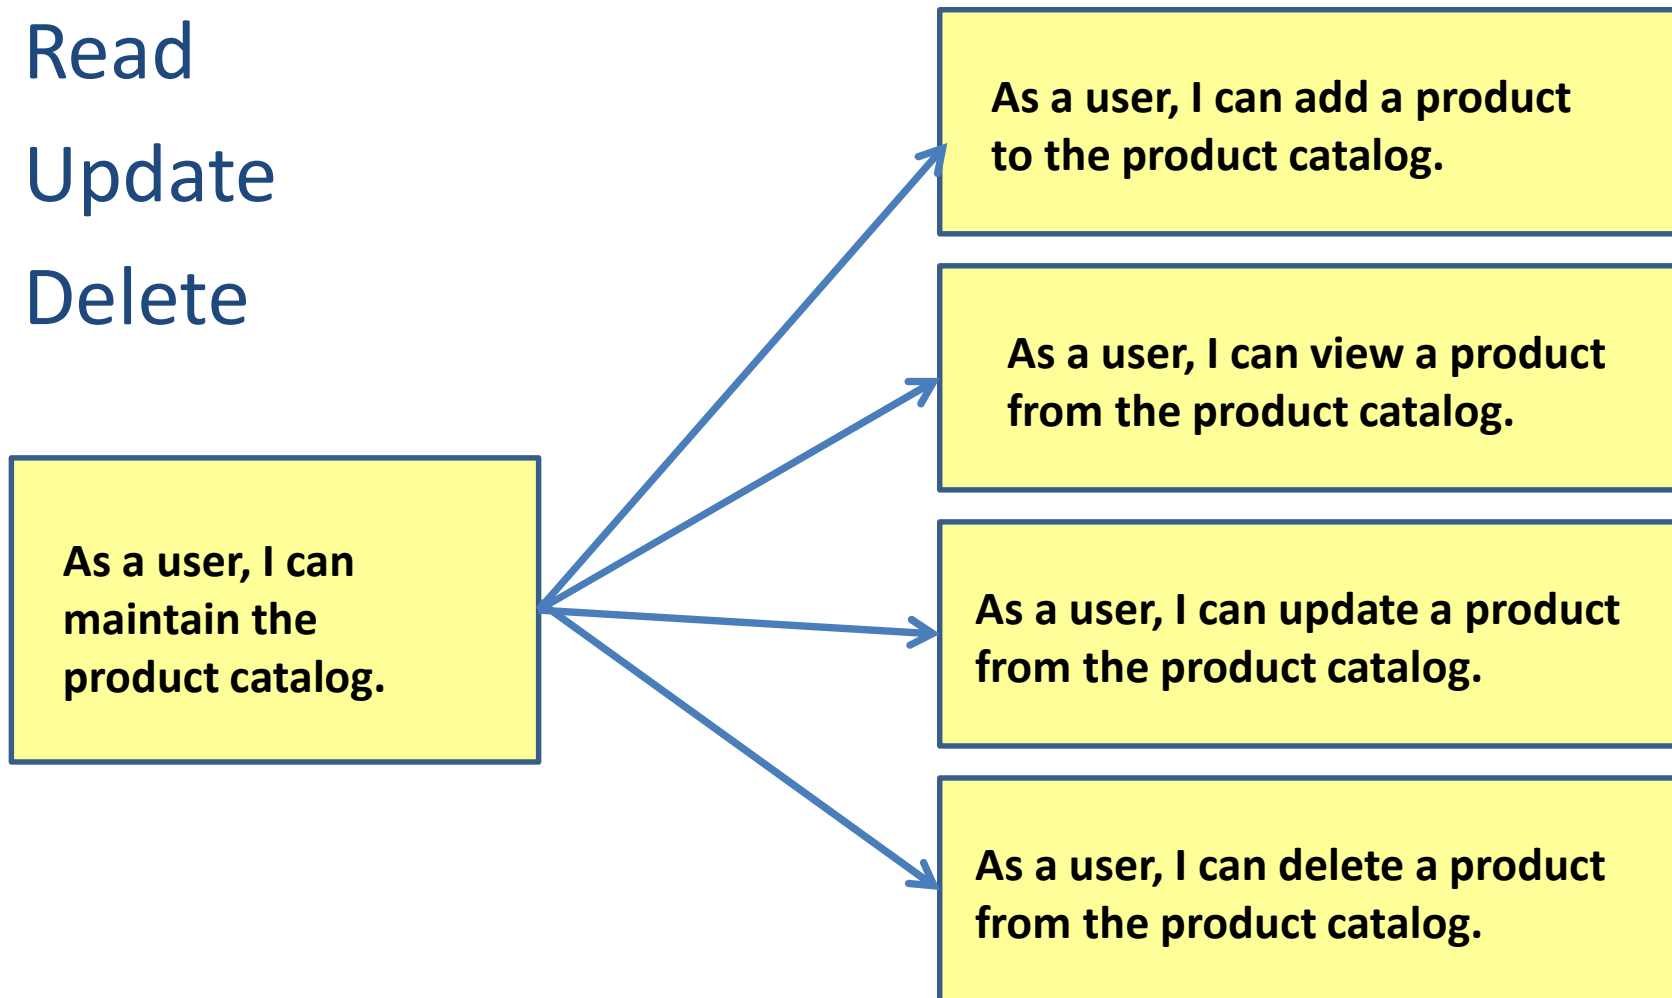 Read
Update
Delete
As a user, I can
maintain the
product catalog.
As a user, I can add a product
to the product catalog.
As a user, I can view a product
from the product catalog.
As a user, I can update a product
from the product catalog.
As a user, I can delete a product
from the product catalog.